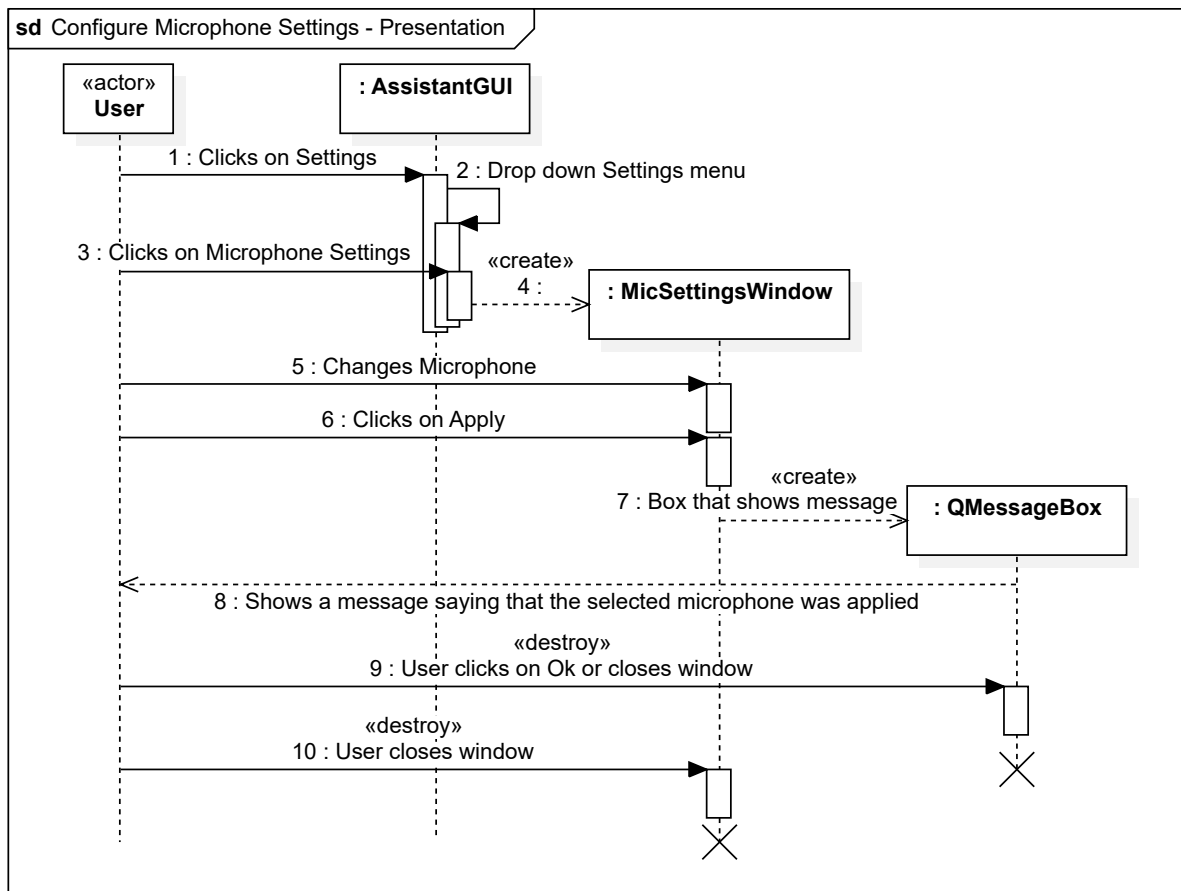 sd Configure Microphone Settings - Presentation
«actor»
User
: AssistantGUI
1 : Clicks on Settings
2 : Drop down Settings menu
3 : Clicks on Microphone Settings
«create»
4 :
: MicSettingsWindow
5 : Changes Microphone
6 : Clicks on Apply
«create»
7 : Box that shows message
: QMessageBox
8 : Shows a message saying that the selected microphone was applied
«destroy»
9 : User clicks on Ok or closes window
«destroy»
10 : User closes window